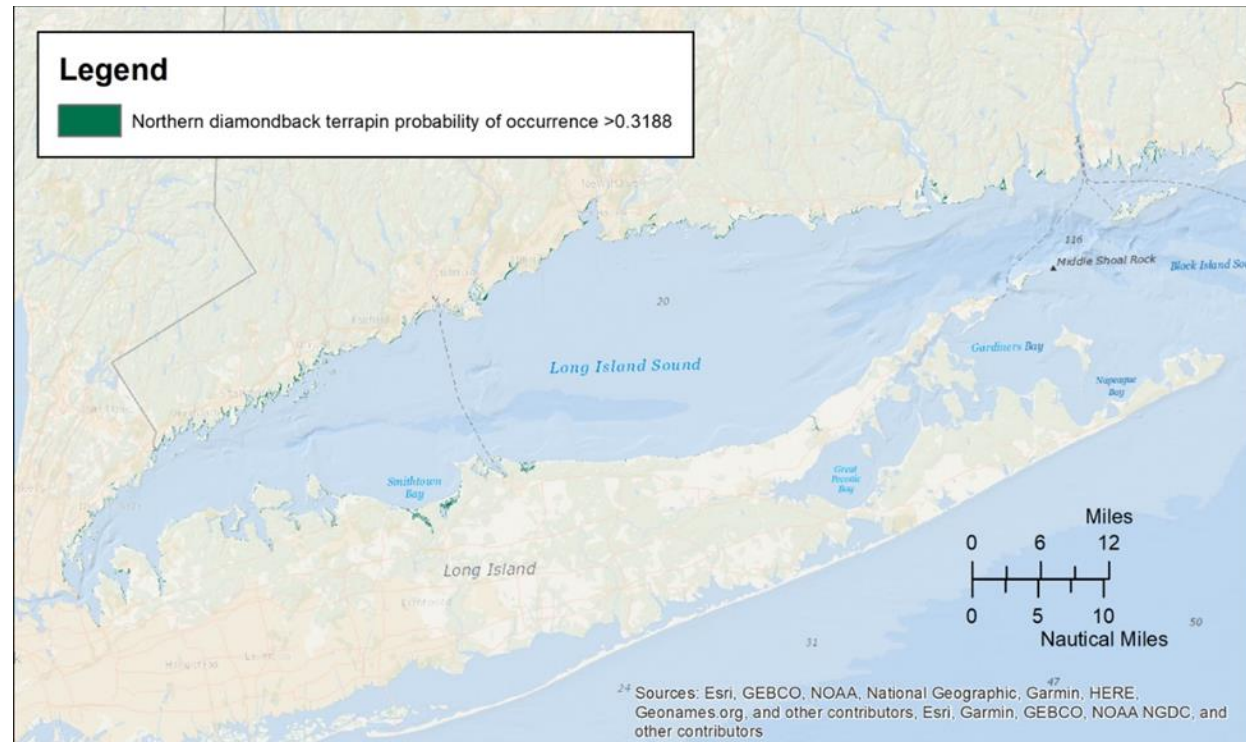 Legend
Northern diamondback terrapin probability of occurrence >0.3188
116
Middle Shoal Rock
Block Island Sou
20
Gardiners Bay
Long Island Sound
Napeague
Bay
Smithtown
Bay
Great
Peconic
Bay
Miles
0 6 12
Long Island
0 5 10
Nautical Miles
50
31
47
24
Sources: Esri, GEBCO, NOAA, National Geographic, Garmin, HERE,
Geonames.org, and other contributors, Esri, Garmin, GEBCO, NOAA NGDC, and
other contributors